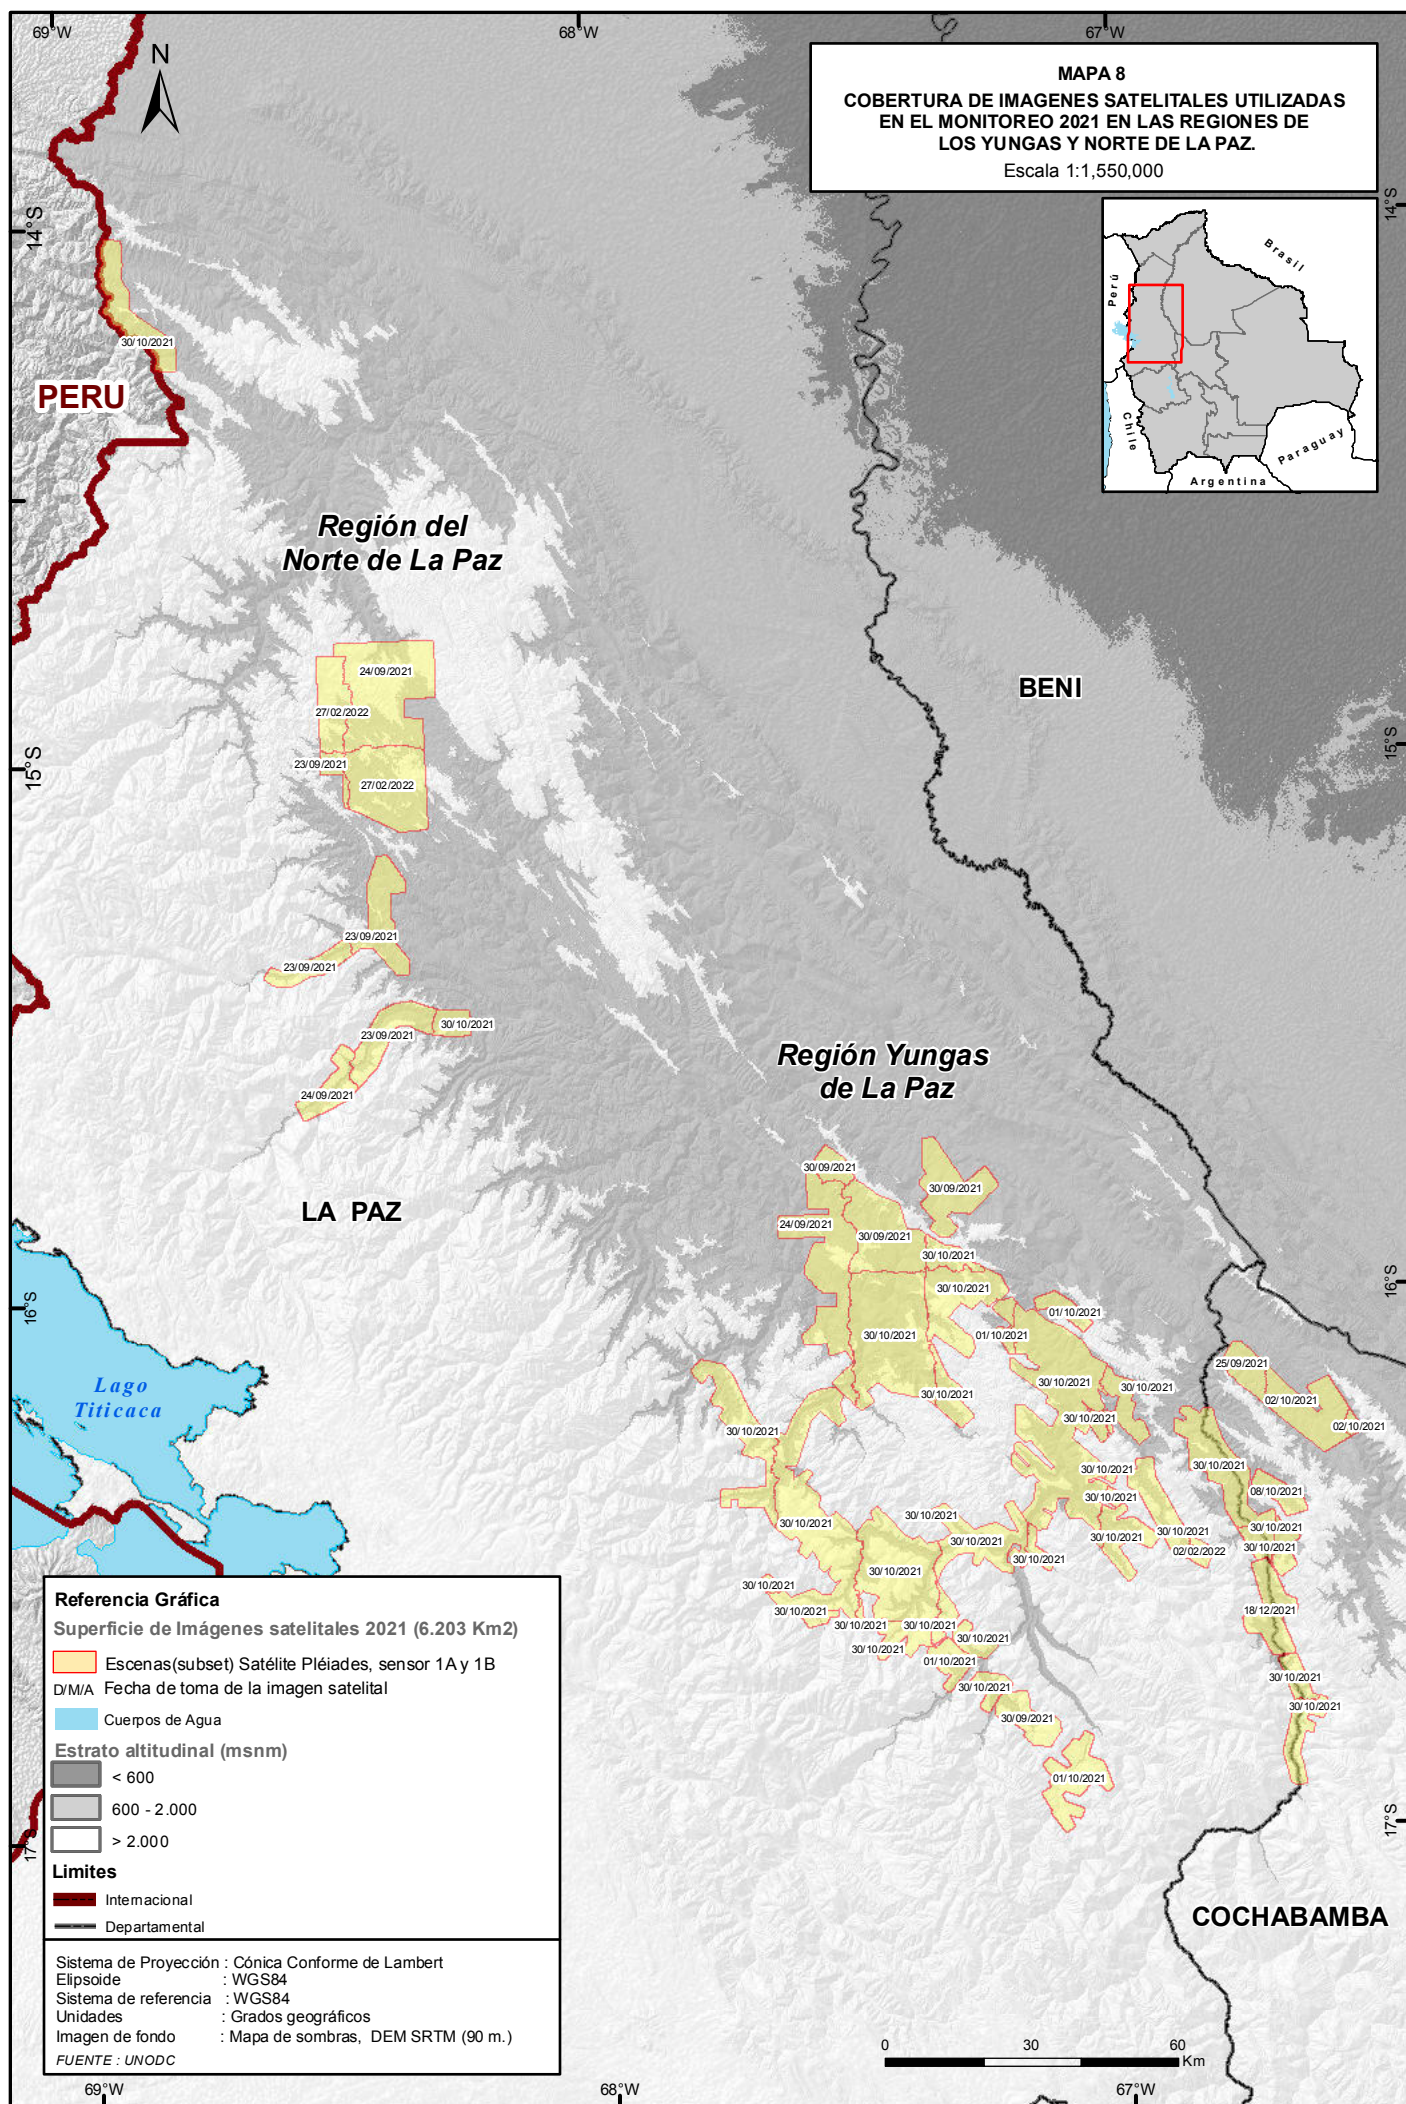 69°W
68°W
67°W
N
MAPA 8
COBERTURA DE IMAGENES SATELITALES UTILIZADAS
EN EL MONITOREO 2021 EN LAS REGIONES DE
LOS YUNGAS Y NORTE DE LA PAZ.
Escala 1:1,550,000
14°S
14°S
Brasil
Perú
Chile
Paraguay
Argentina
30/10/2021
PERU
Región del
Norte de La Paz
24/09/2021
27/02/2022
23/09/2021
27/02/2022
BENI
15°S
15°S
23/09/2021
23/09/2021
30/10/2021
23/09/2021
24/09/2021
Región Yungas
de La Paz
LA PAZ
30/09/2021
30/09/2021
24/09/2021
30/09/2021
30/10/2021
30/10/2021
16°S
16°S
01/10/2021
30/10/2021
01/10/2021
25/09/2021
30/10/2021
30/10/2021
30/10/2021
02/10/2021
Lago
Titicaca
30/10/2021
02/10/2021
30/10/2021
30/10/2021
30/10/2021
08/10/2021
30/10/2021
30/10/2021
30/10/2021
30/10/2021
30/10/2021
30/10/2021
30/10/2021
30/10/2021
02/02/2022
30/10/2021
30/10/2021
30/10/2021
30/10/2021
18/12/2021
30/10/2021
30/10/2021
30/10/2021
30/10/2021
30/10/2021
01/10/2021
30/10/2021
30/10/2021
30/10/2021
30/09/2021
01/10/2021
Referencia Gráfica
Superficie de Imágenes satelitales 2021 (6.203 Km2)
Escenas(subset) Satélite Pléiades, sensor 1A y 1B
D/M/A Fecha de toma de la imagen satelital
Cuerpos de Agua
Estrato altitudinal (msnm)
< 600
600 - 2.000
> 2.000
17°S
17°S
Limites
Internacional
Departamental
COCHABAMBA
Sistema de Proyección : Cónica Conforme de Lambert
Elipsoide : WGS84
Sistema de referencia : WGS84
Unidades : Grados geográficos
Imagen de fondo : Mapa de sombras, DEM SRTM (90 m.)
FUENTE : UNODC
0 30 60
Km
69°W
68°W
67°W